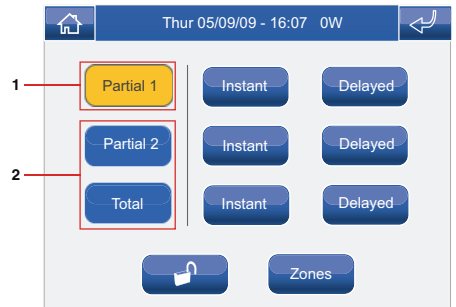 Thur 05/09/09 - 16:07 0W
1
Partial 1 Instant Delayed
Partial 2 Instant Delayed
2
Total Instant Delayed
Zones